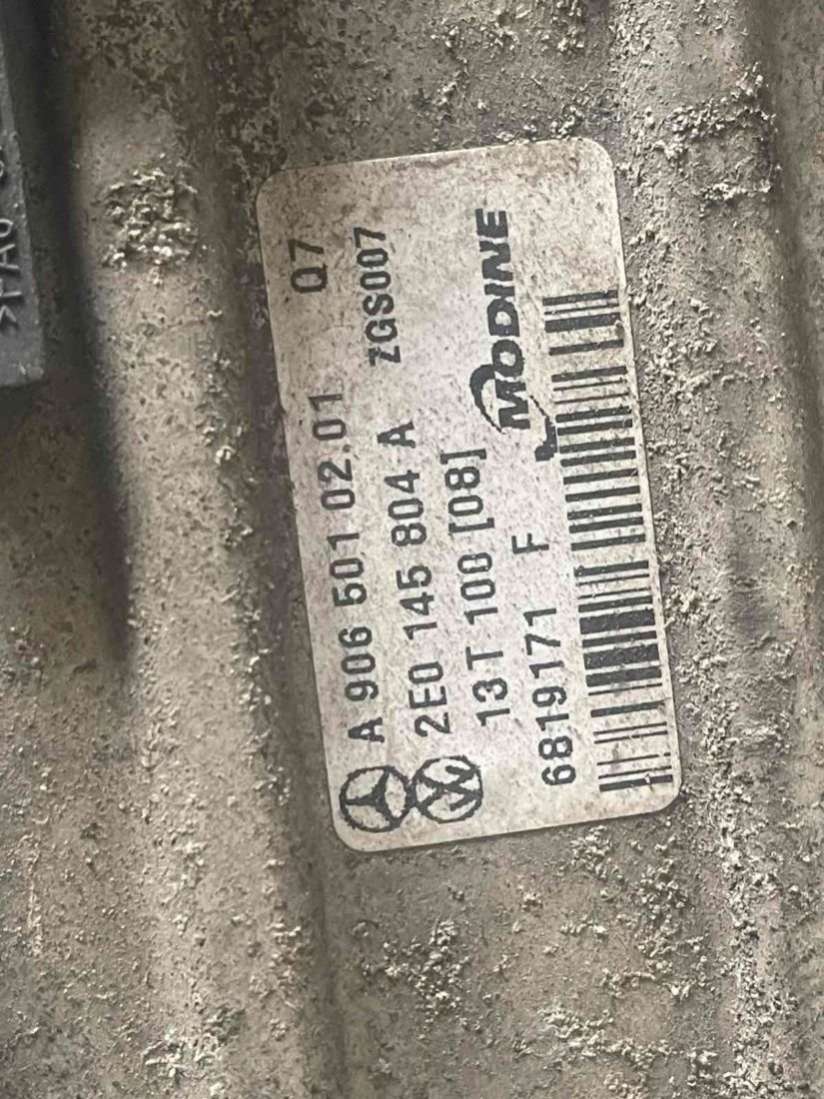 A 906 501 02.01 Q7
2E0 145 804 A ZGS007
13T 100 [08]
MODINE
6819171 F